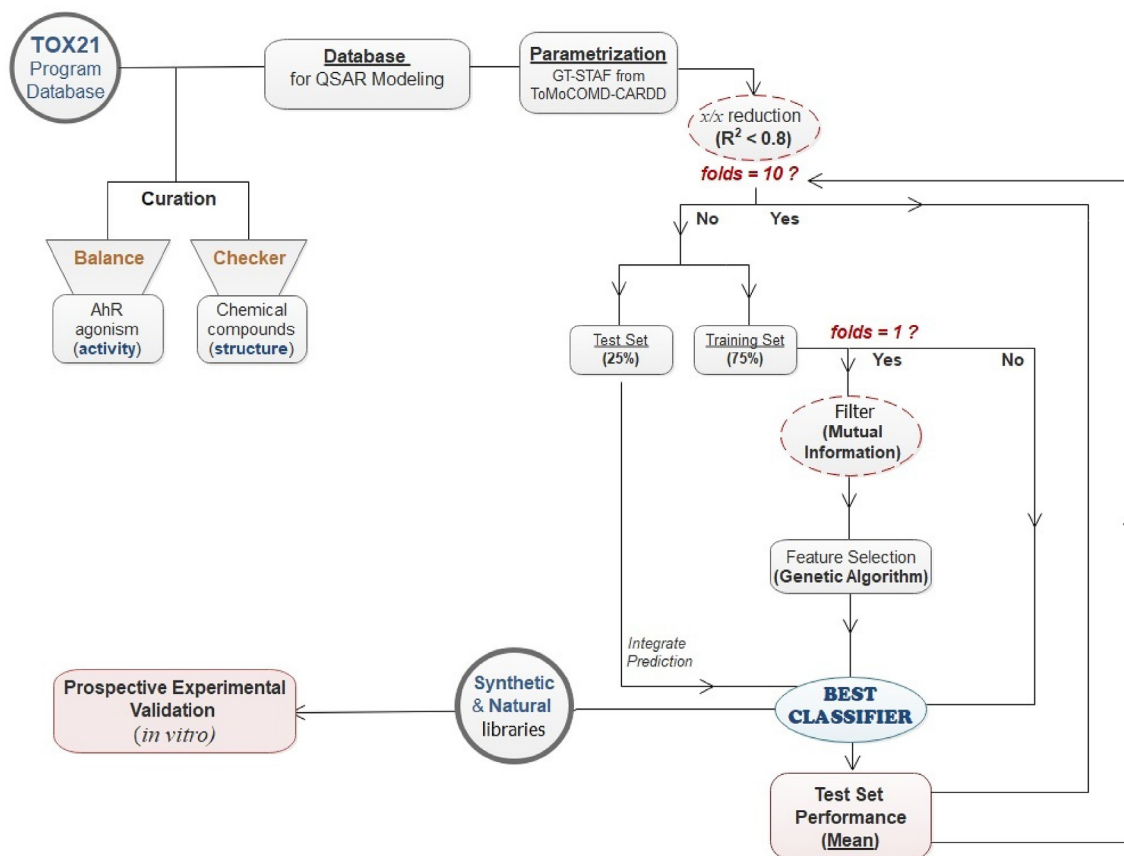 TOX21
Program
Database
Database
for QSAR Modeling
Parametrization
GT-STAF from
ToMoCOMD-CARDD
x/x reduction
(R² < 0.8)
folds = 10 ?
No
Yes
Curation
Balance
Checker
AhR
agonism
(activity)
Chemical
compounds
(structure)
Test Set
(25%)
Training Set
(75%)
folds = 1 ?
Yes
No
Filter
(Mutual
Information)
Feature Selection
(Genetic Algorithm)
Integrate
Prediction
BEST
CLASSIFIER
Synthetic
& Natural
libraries
Prospective Experimental
Validation
(in vitro)
Test Set
Performance
(Mean)